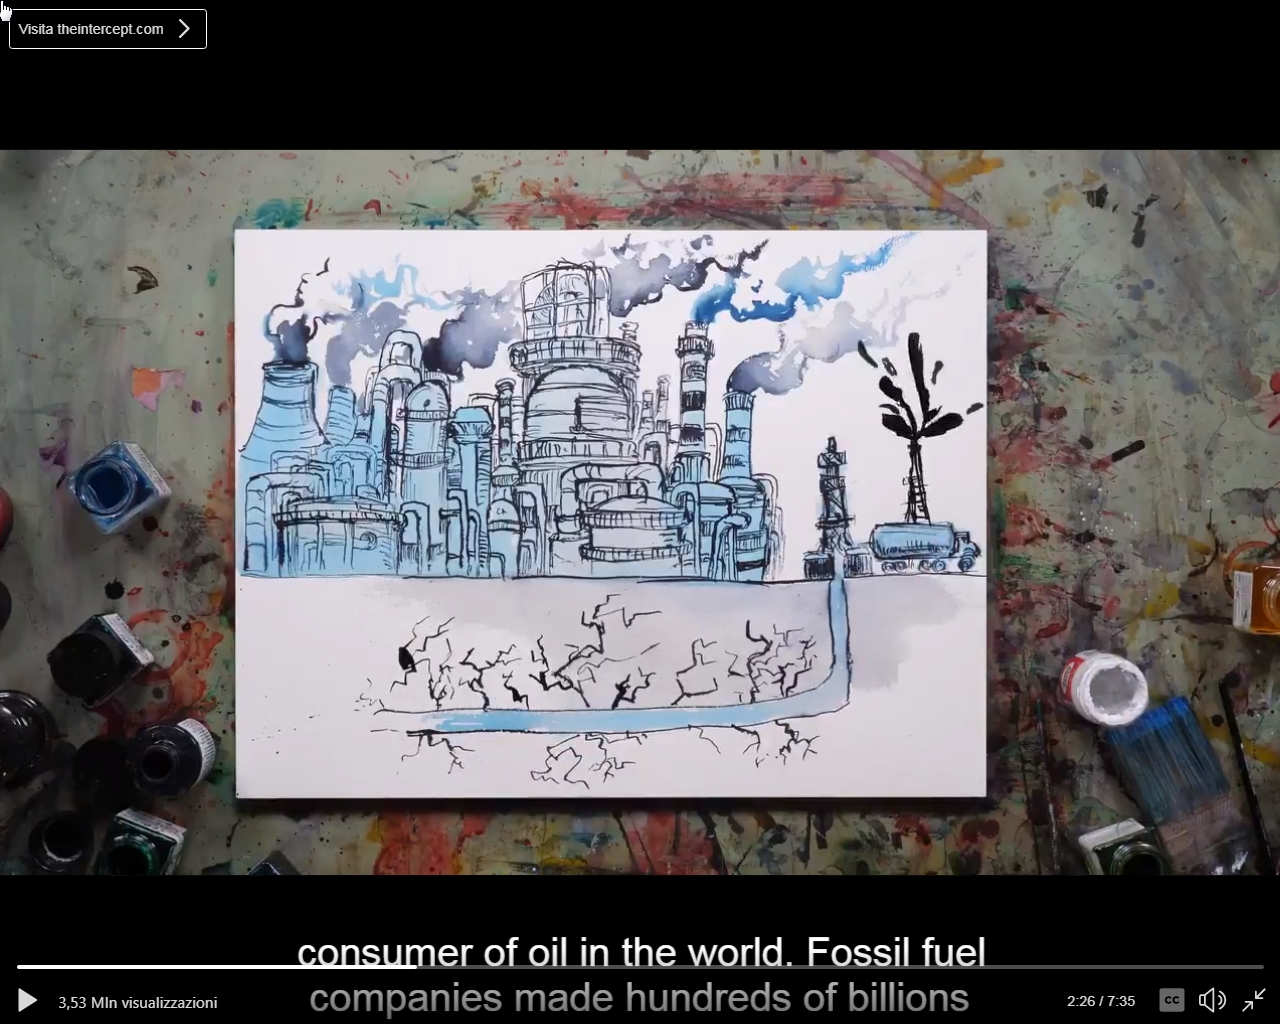 Visita theintercept.com
consumer of oil in the world. Fossil fuel
companies made hundreds of billions
3,53 Mln visualizzazioni
2:26 / 7:35
CC